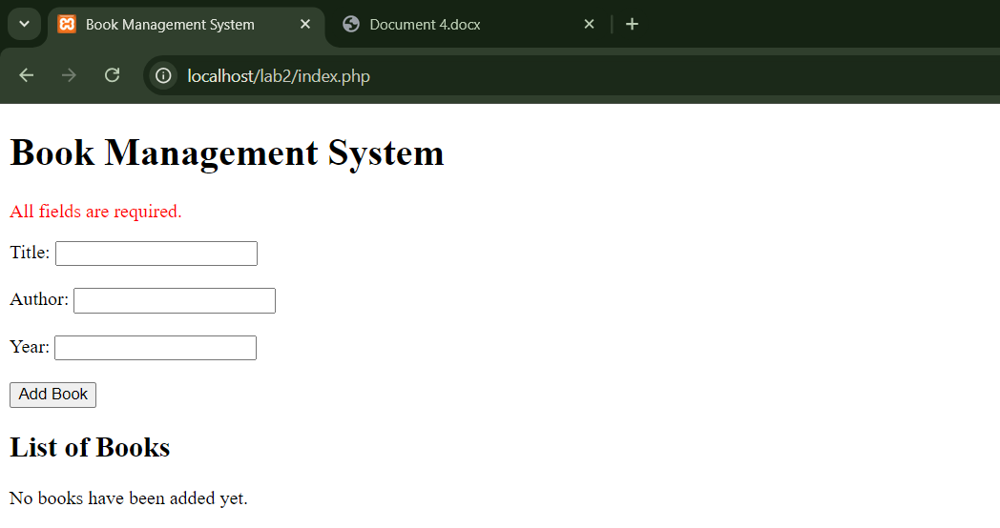 Book Management System
Document 4.docx
localhost/lab2/index.php
Book Management System
All fields are required.
Title:
Author:
Year:
Add Book
List of Books
No books have been added yet.